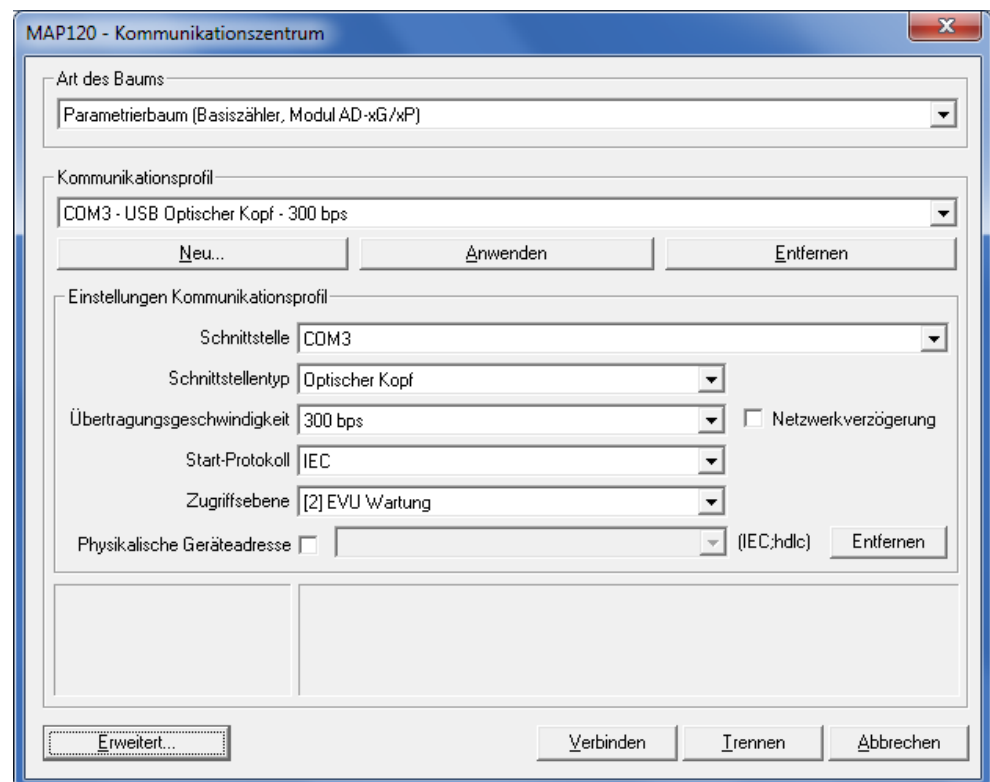 MAP120 - Kommunikationszentrum
Art des Baums
Parametrierbaum (Basiszähler, Modul AD-xG/xP)
Kommunikationsprofil
COM3 - USB Optischer Kopf - 300 bps
Neu... Anwenden Entfernen
Einstellungen Kommunikationsprofil
Schnittstelle COM3
Schnittstellentyp Optischer Kopf
Übertragungsgeschwindigkeit 300 bps Netzwerkverzögerung
Start-Protokoll IEC
Zugriffsebene [2] EVU Wartung
Physikalische Geräteadresse (IEC;hdlc) Entfernen
Erweitert... Verbinden Trennen Abbrechen